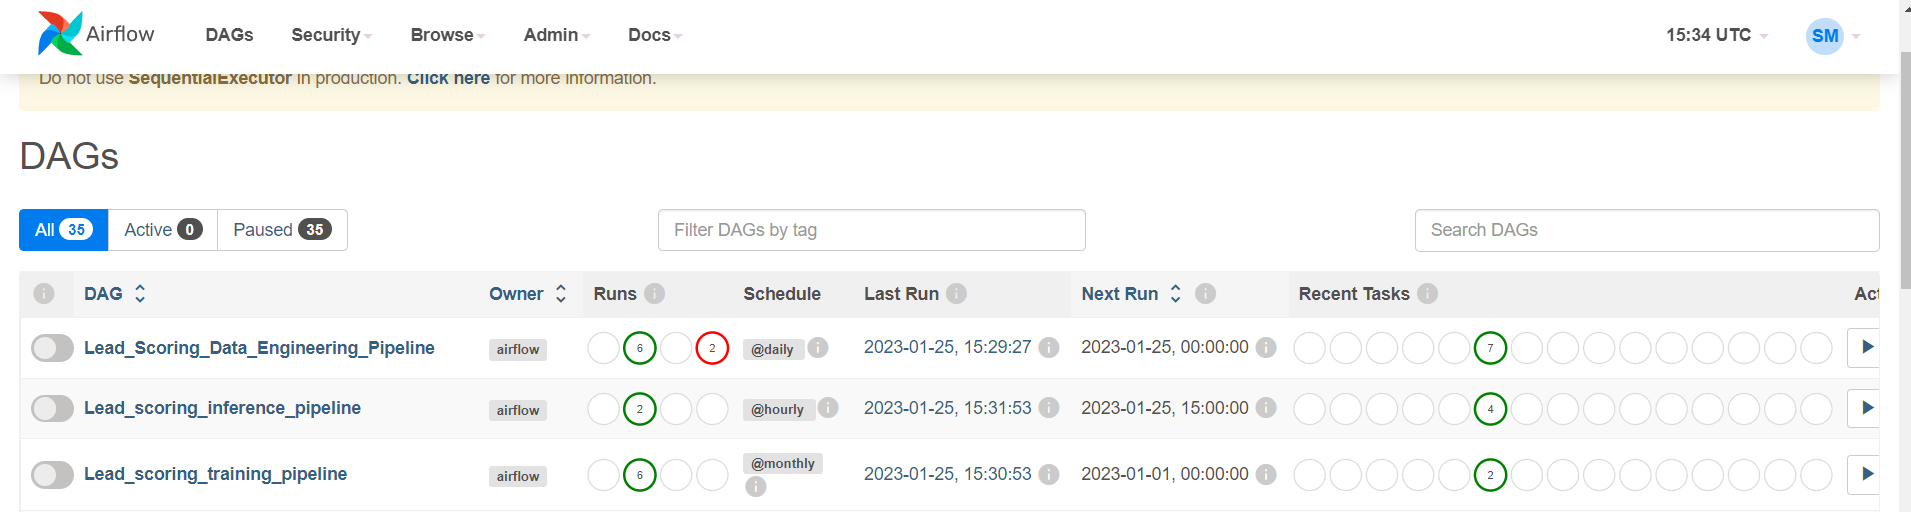 Airflow DAGs Security Browse Admin Docs 15:34 UTC SM
Do not use SequentialExecutor in production. Click here for more information.
DAGs
All 35 Active 0 Paused 35 Filter DAGs by tag Search DAGs
i DAG Owner Runs i Schedule Last Run i Next Run i Recent Tasks i Act
Lead_Scoring_Data_Engineering_Pipeline airflow 6 2 @daily i 2023-01-25, 15:29:27 i 2023-01-25, 00:00:00 i 7
Lead_scoring_inference_pipeline airflow 2 @hourly i 2023-01-25, 15:31:53 i 2023-01-25, 15:00:00 i 4
Lead_scoring_training_pipeline airflow 6 @monthly i 2023-01-25, 15:30:53 i 2023-01-01, 00:00:00 i 2